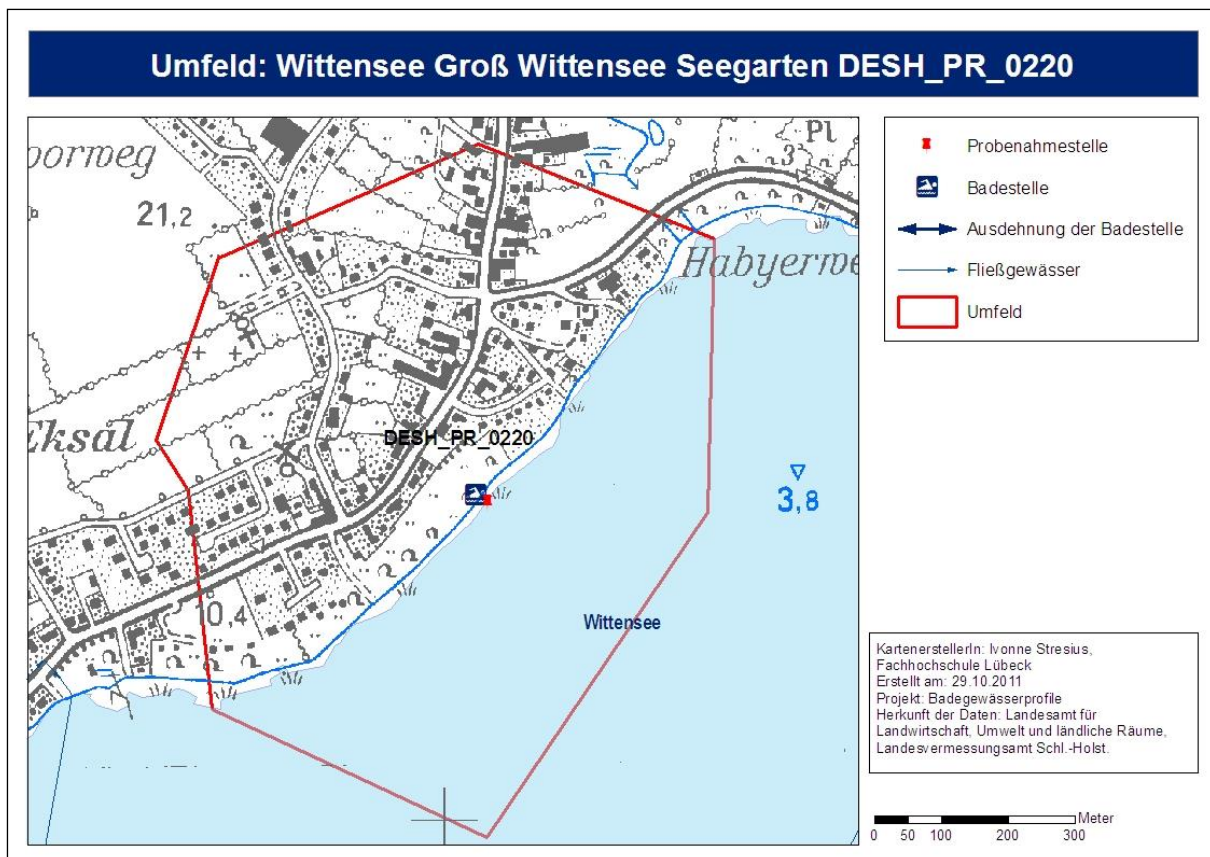 Umfeld: Wittensee Groß Wittensee Seegarten DESH_PR_0220
oorweg
21,2
Pl
3
Habyerwe
Eksal
DESH_PR_0220
3,8
10,4
Wittensee
Probenahmestelle
Badestelle
Ausdehnung der Badestelle
Fließgewässer
Umfeld
KartenerstellerIn: Ivonne Stresius,
Fachhochschule Lübeck
Erstellt am: 29.10.2011
Projekt: Badegewässerprofile
Herkunft der Daten: Landesamt für
Landwirtschaft, Umwelt und ländliche Räume,
Landesvermessungsamt Schl.-Holst.
Meter
0 50 100 200 300